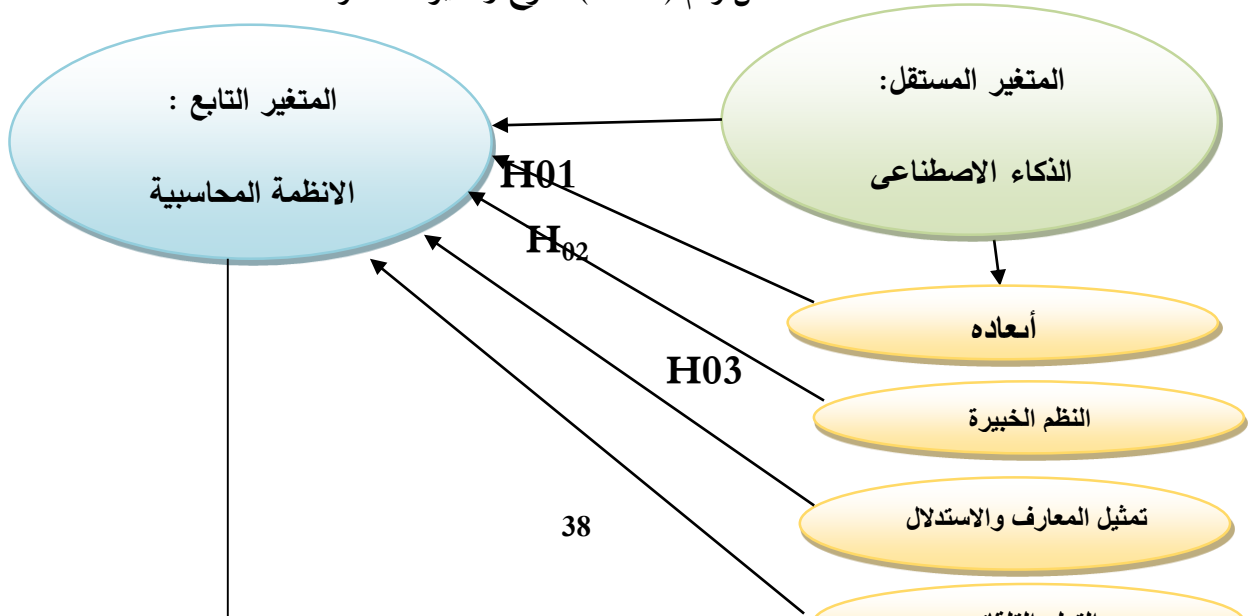 المتغير المستقل:
الذكاء الاصطناعى
المتغير التابع :
الانظمة المحاسبية
H01
H02
H03
أبعاده
النظم الخبيرة
تمثيل المعارف والاستدلال
38